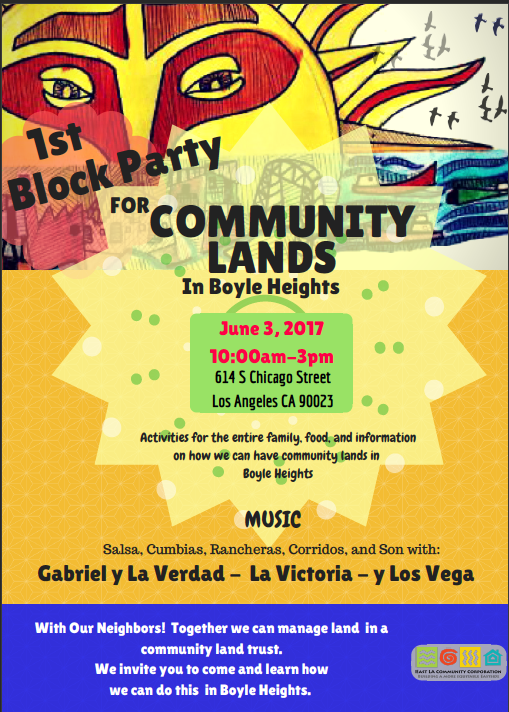 1st
Block Party
FOR COMMUNITY
LANDS
In Boyle Heights
June 3, 2017
10:00am-3pm
614 S Chicago Street
Los Angeles CA 90023
Activities for the entire family, food, and information
on how we can have community lands in
Boyle Heights
MUSIC
Salsa, Cumbias, Rancheras, Corridos, and Son with:
Gabriel y La Verdad - La Victoria - y Los Vega
With Our Neighbors! Together we can manage land in a
community land trust.
We invite you to come and learn how
we can do this in Boyle Heights.
EAST LA COMMUNITY CORPORATION